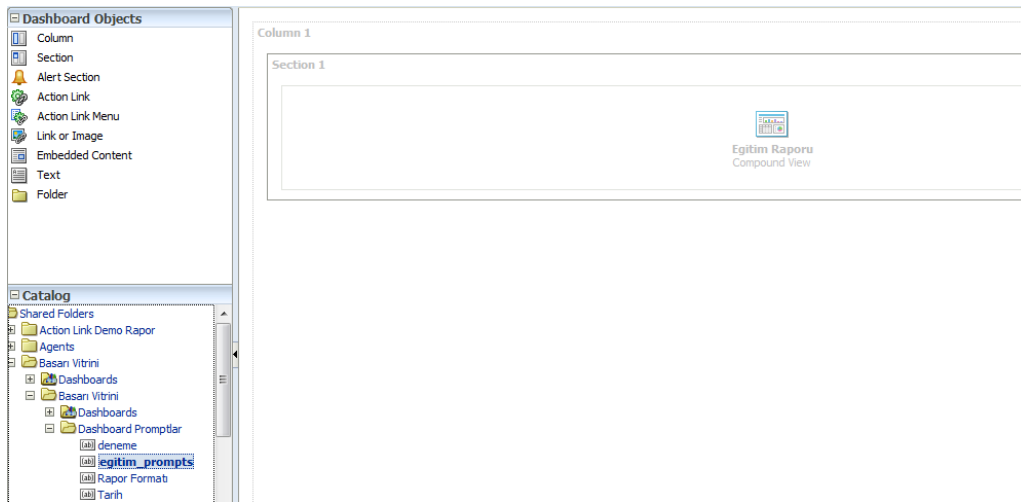 Dashboard Objects
Column
Section
Alert Section
Action Link
Action Link Menu
Link or Image
Embedded Content
Text
Folder
Catalog
Shared Folders
Action Link Demo Rapor
Agents
Basarı Vitrini
Dashboards
Basarı Vitrini
Dashboards
Dashboard Promptlar
deneme
egitim_prompts
Rapor Formatı
Tarih
Column 1
Section 1
Egitim Raporu
Compound View